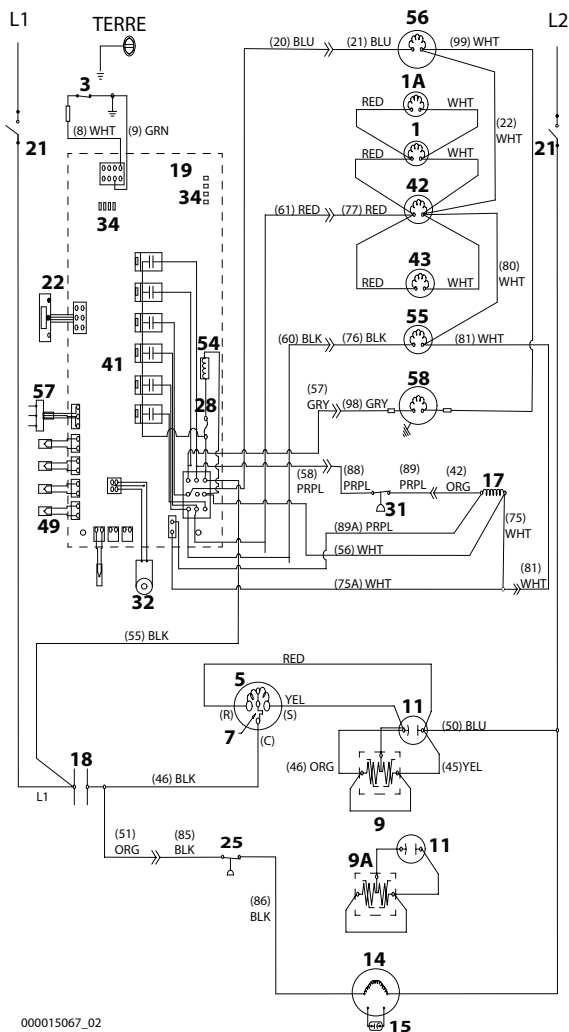 L1
TERRE
56
L2
(20) BLU
(21) BLU
(99) WHT
3
1A
RED
WHT
(8) WHT
(9) GRN
1
(22)
WHT
21
21
19
RED
WHT
34
42
34
(61) RED
(77) RED
43
(80)
WHT
22
RED
WHT
55
54
(60) BLK
(76) BLK
(81) WHT
41
57
(57)
GRY
(98) GRY
58
28
(58)
PRPL
(88)
PRPL
(89)
PRPL
(42)
ORG
17
31
49
(89A) PRPL
(75)
WHT
(56) WHT
(81)
WHT
32
(75A) WHT
(55) BLK
RED
5
YEL
11
(R)
(S)
(50) BLU
7
(C)
18
(46) BLK
(46) ORG
(45)YEL
L1
9
(51)
ORG
(85)
BLK
25
11
9A
(86)
BLK
14
15
000015067_02